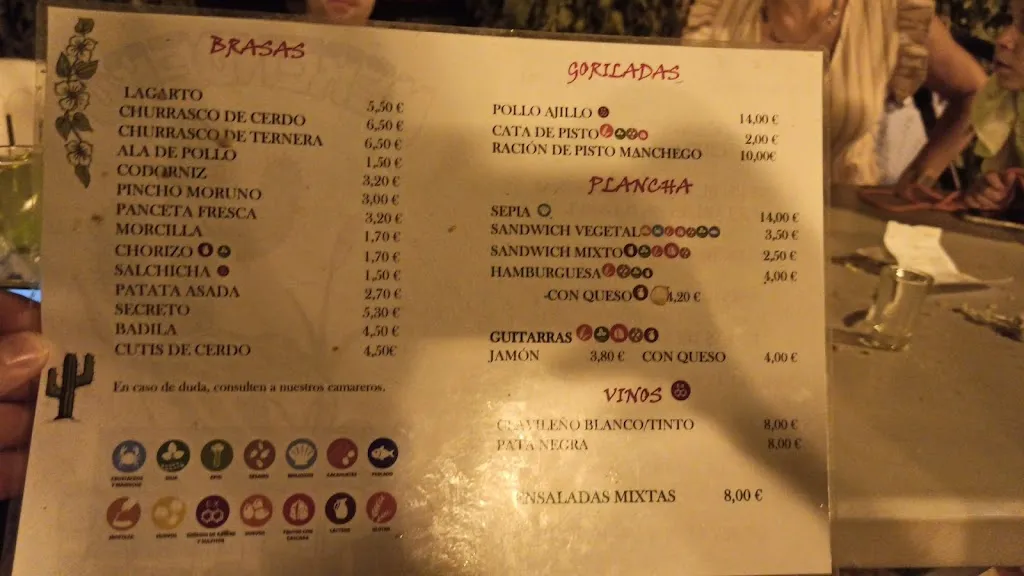 BRASAS
LAGARTO 5,50 €
CHURRASCO DE CERDO 6,50 €
CHURRASCO DE TERNERA 6,50 €
ALA DE POLLO 1,50 €
CODORNIZ 3,20 €
PINCHO MORUNO 3,00 €
PANCETA FRESCA 3,20 €
MORCILLA 1,70 €
CHORIZO 1,70 €
SALCHICHA 1,50 €
PATATA ASADA 2,70 €
SECRETO 5,30 €
BADILA 4,50 €
CUTIS DE CERDO 4,50€
En caso de duda, consulten a nuestros camareros.
GORILADAS
POLLO AJILLO 14,00 €
CATA DE PISTO 2,00 €
RACIÓN DE PISTO MANCHEGO 10,00€
PLANCHA
SEPIA 14,00 €
SANDWICH VEGETAL 3,50 €
SANDWICH MIXTO 2,50 €
HAMBURGUESA 4,00 €
-CON QUESO 4,20 €
GUITARRAS
JAMÓN 3,80 € CON QUESO 4,00 €
VINOS
CLAVILEÑO BLANCO/TINTO 8,00 €
PATA NEGRA 8,00 €
ENSALADAS MIXTAS 8,00 €